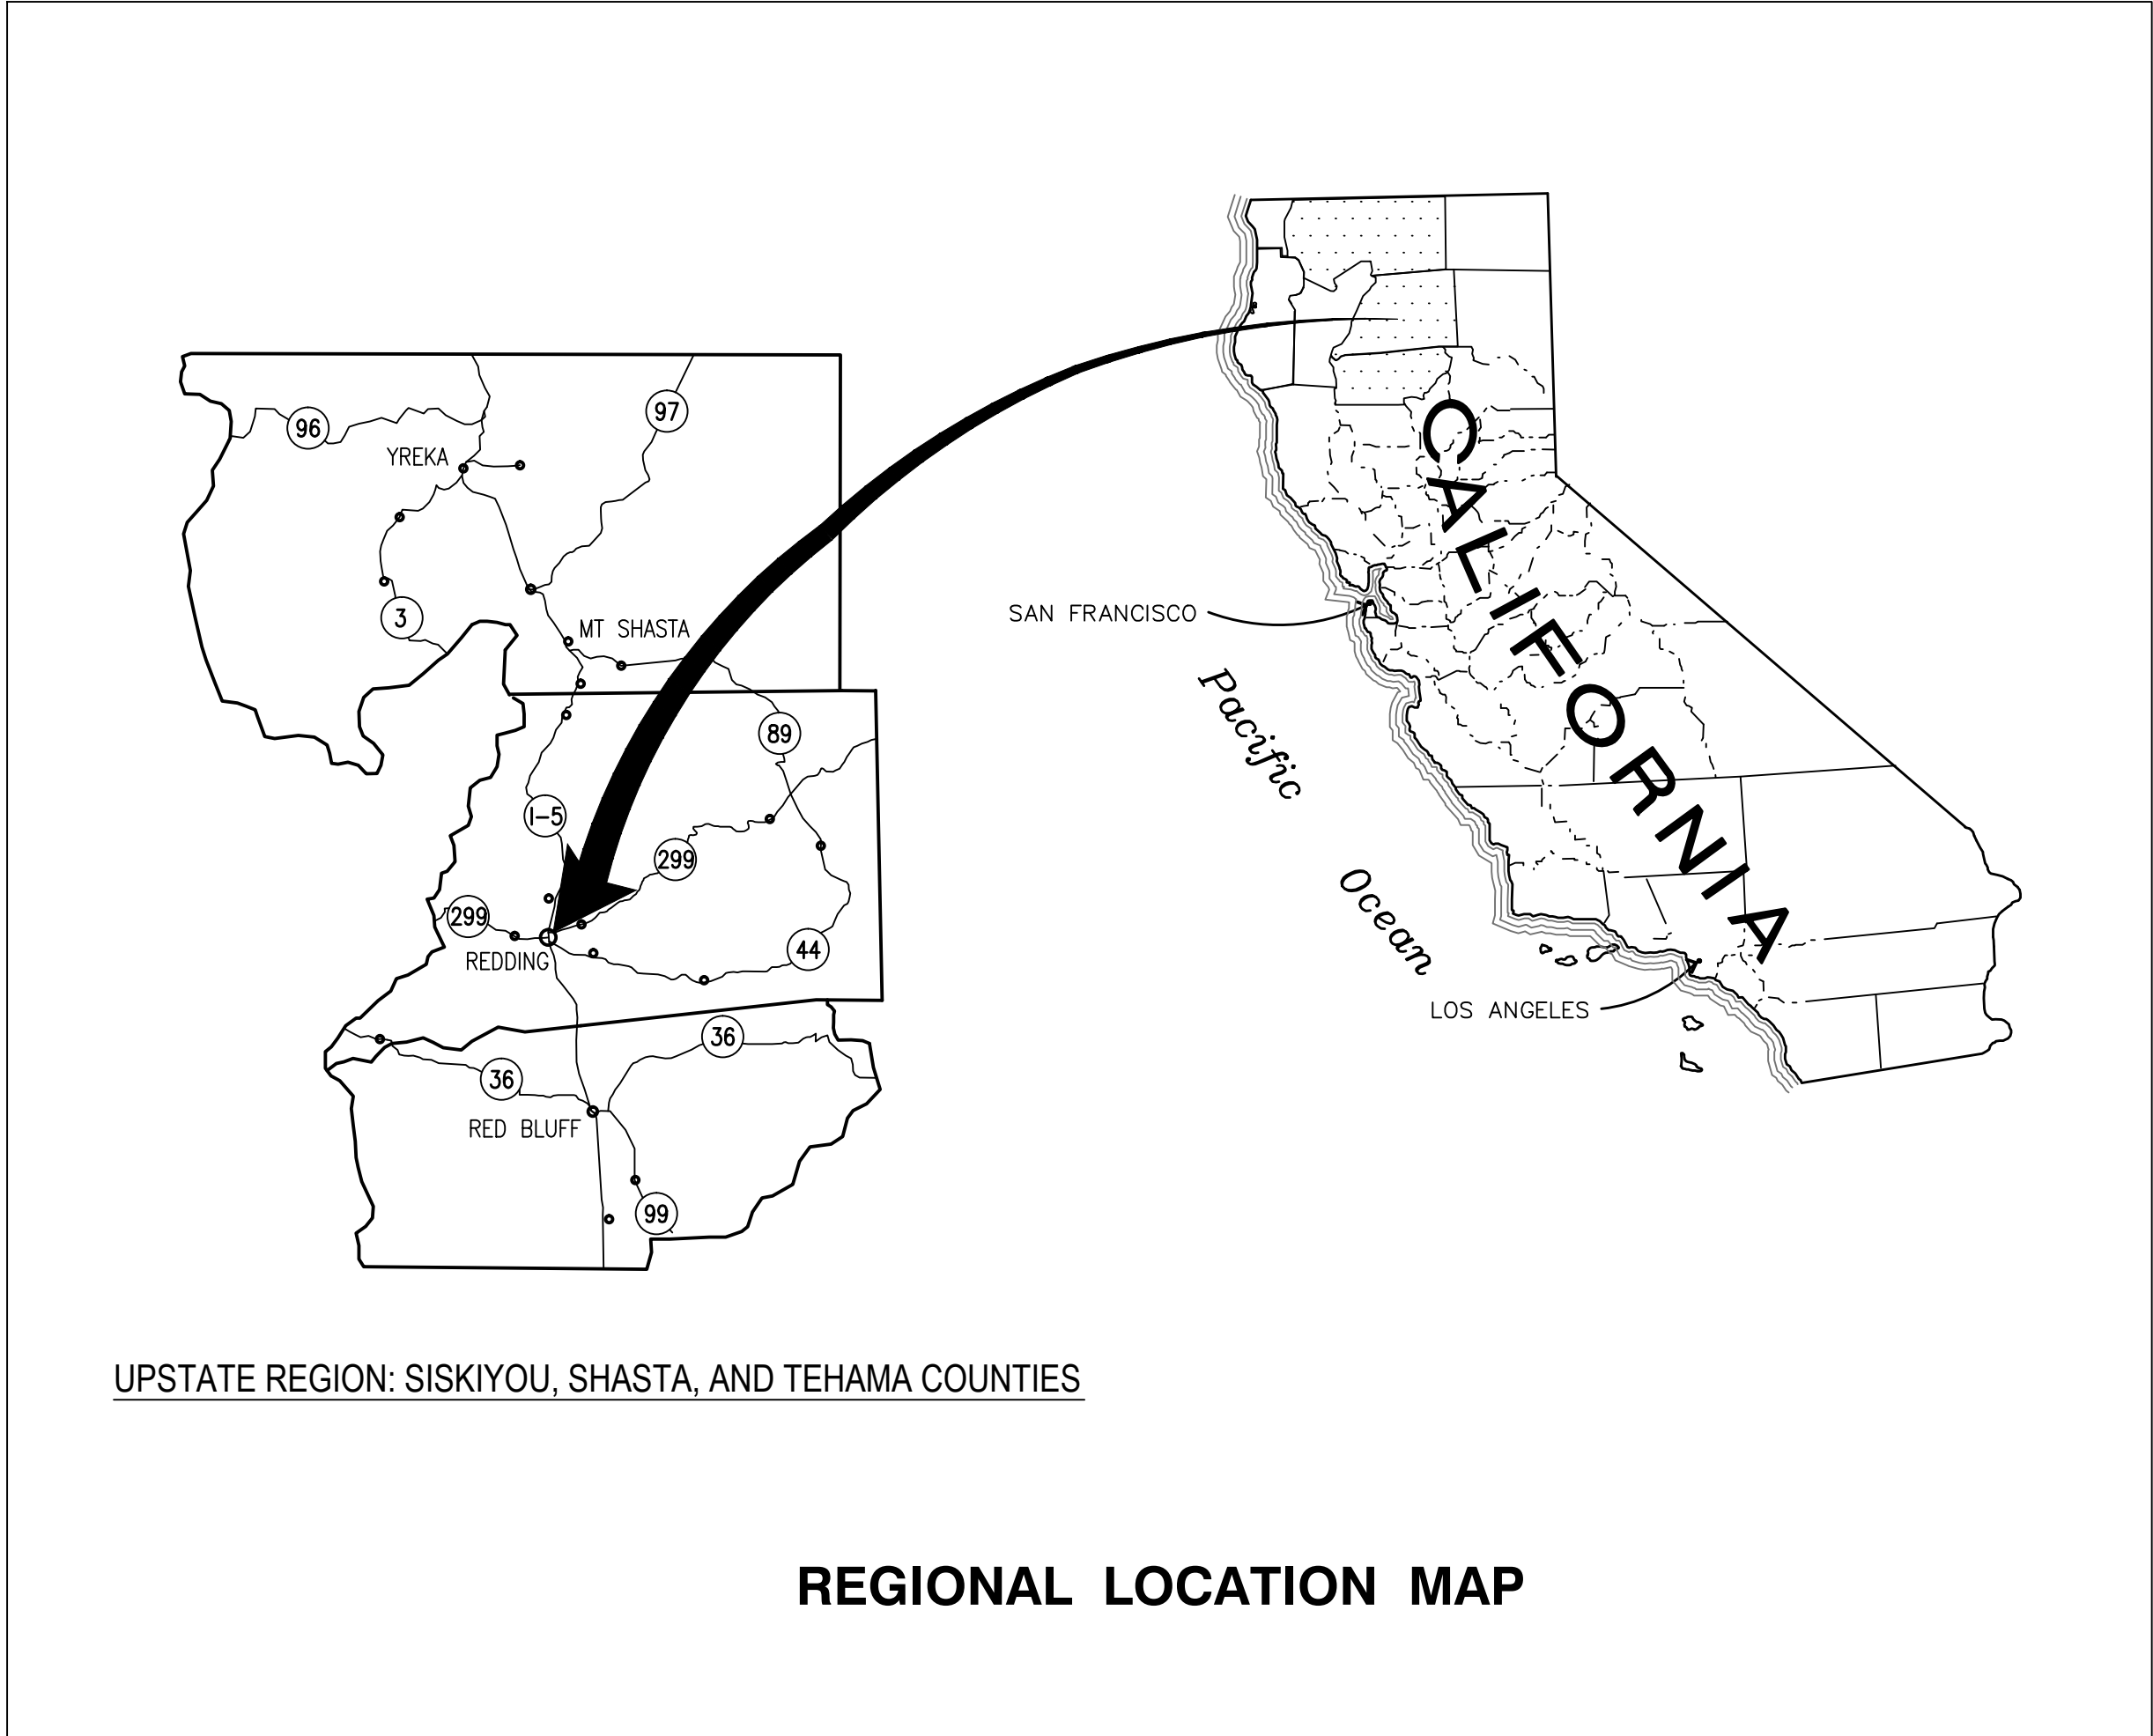 96
97
YREKA
3
MT SHASTA
89
I-5
299
299
REDDING
44
36
36
RED BLUFF
99
CALIFORNIA
SAN FRANCISCO
Pacific
Ocean
LOS ANGELES
UPSTATE REGION: SISKIYOU, SHASTA, AND TEHAMA COUNTIES
REGIONAL LOCATION MAP